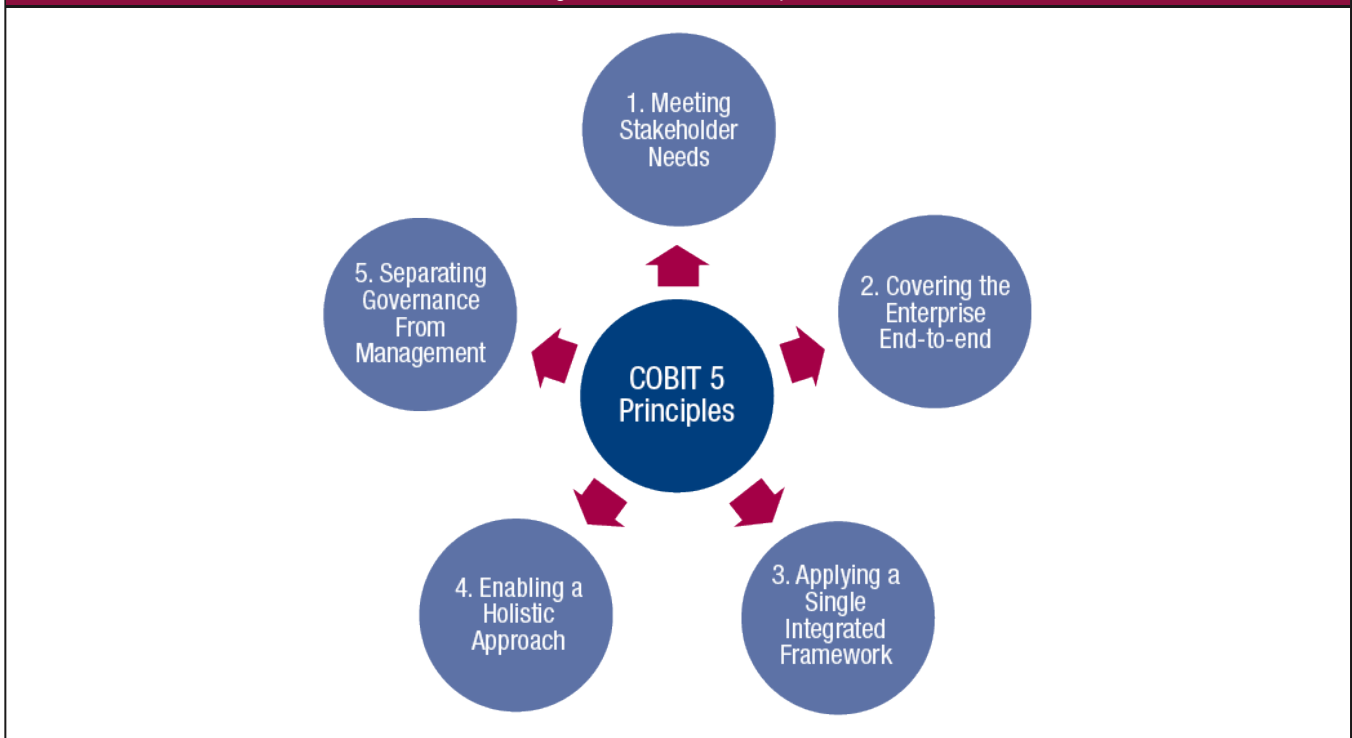 1. Meeting
Stakeholder
Needs
2. Covering the
Enterprise
End-to-end
3. Applying a
Single
Integrated
Framework
4. Enabling a
Holistic
Approach
5. Separating
Governance
From
Management
COBIT 5
Principles